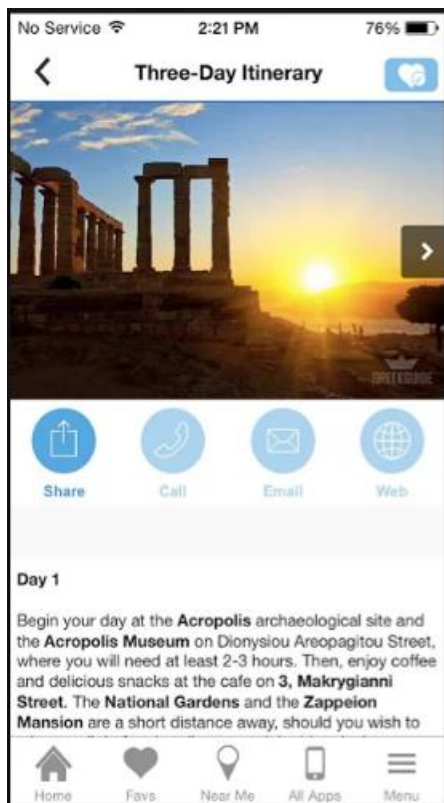 No Service 2:21 PM 76%
Three-Day Itinerary
GREEKGUIDE
Share Call Email Web
Day 1
Begin your day at the Acropolis archaeological site and
the Acropolis Museum on Dionysiou Areopagitou Street,
where you will need at least 2-3 hours. Then, enjoy coffee
and delicious snacks at the cafe on 3, Makrygianni
Street. The National Gardens and the Zappeion
Mansion are a short distance away, should you wish to
Home Favs Near Me All Apps Menu